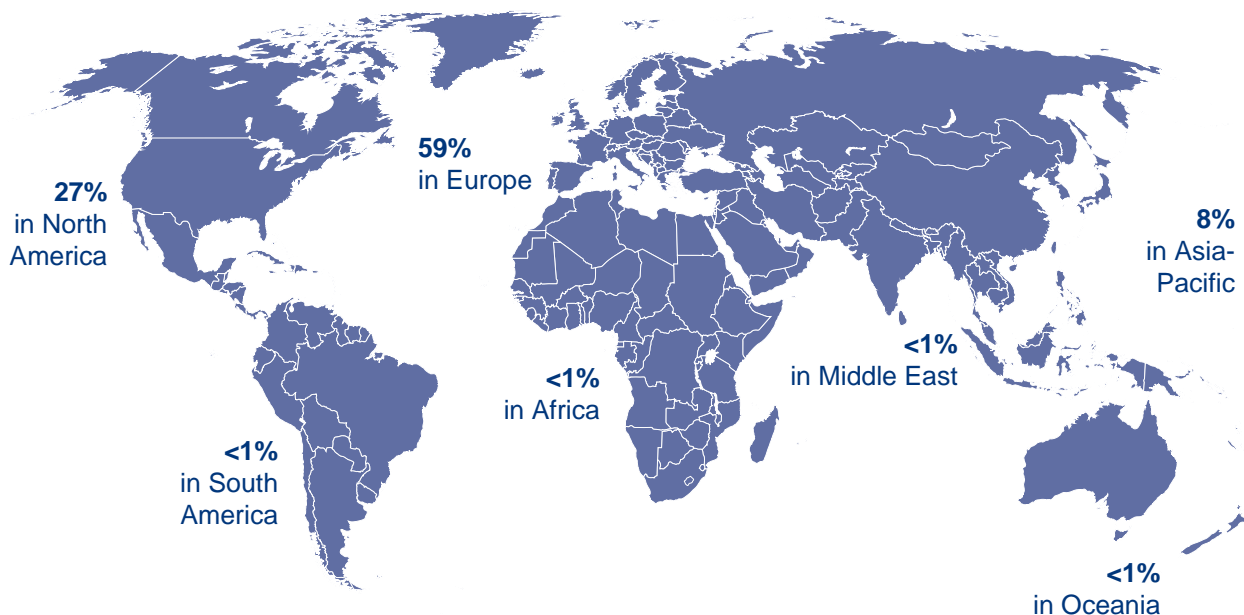 59%
in Europe
27%
in North
America
8%
in Asia-
Pacific
<1%
in Middle East
<1%
in Africa
<1%
in South
America
<1%
in Oceania